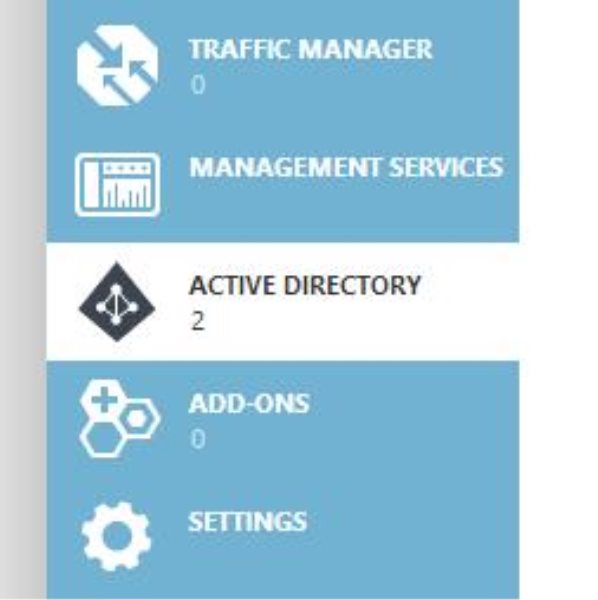 TRAFFIC MANAGER
0
MANAGEMENT SERVICES
ACTIVE DIRECTORY
2
ADD-ONS
0
SETTINGS